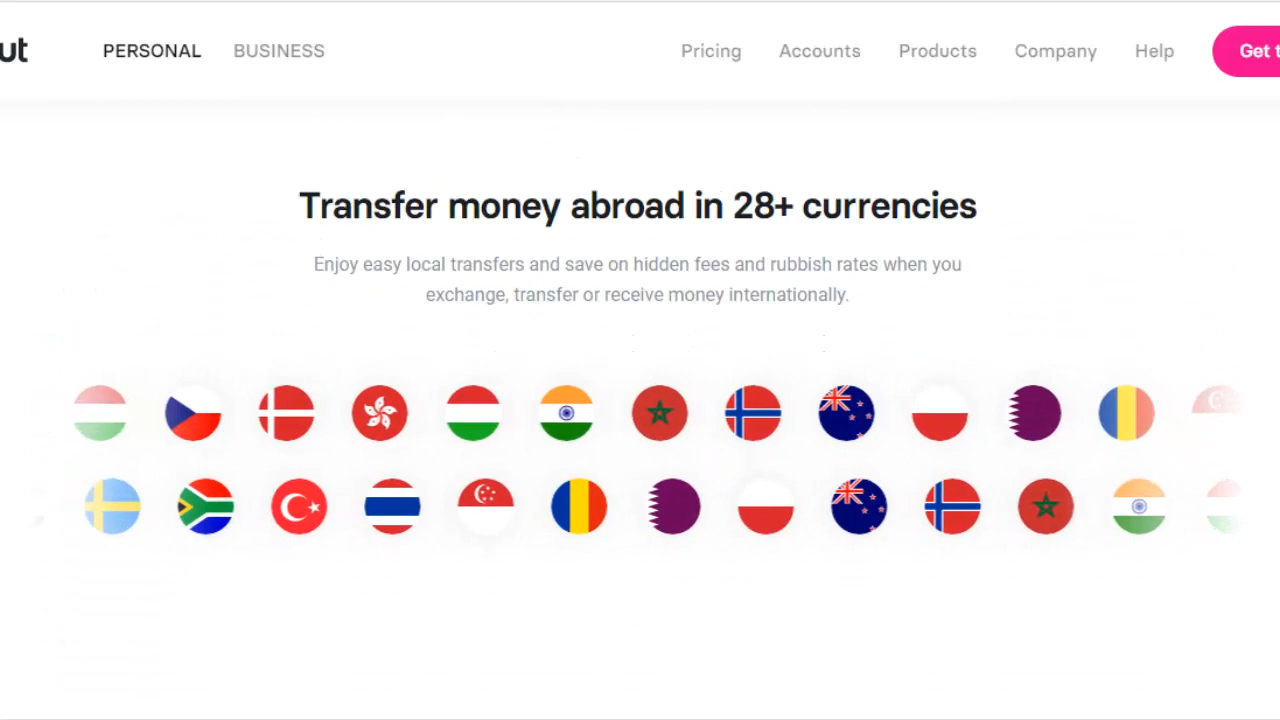 ut
PERSONAL BUSINESS Pricing Accounts Products Company Help Get t
Transfer money abroad in 28+ currencies
Enjoy easy local transfers and save on hidden fees and rubbish rates when you
exchange, transfer or receive money internationally.